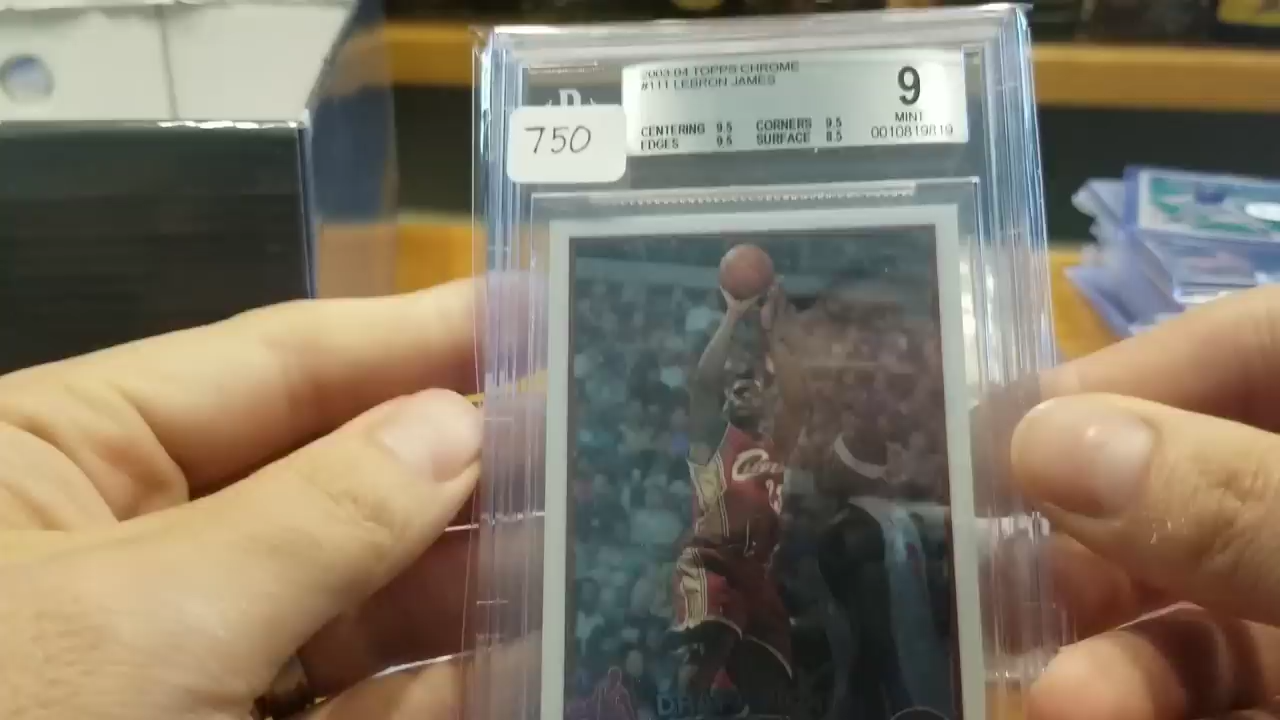 2003-04 TOPPS CHROME
#111 LEBRON JAMES
9
MINT
0010819819
CENTERING 9.5 CORNERS 9.5
EDGES 9.5 SURFACE 8.5
750